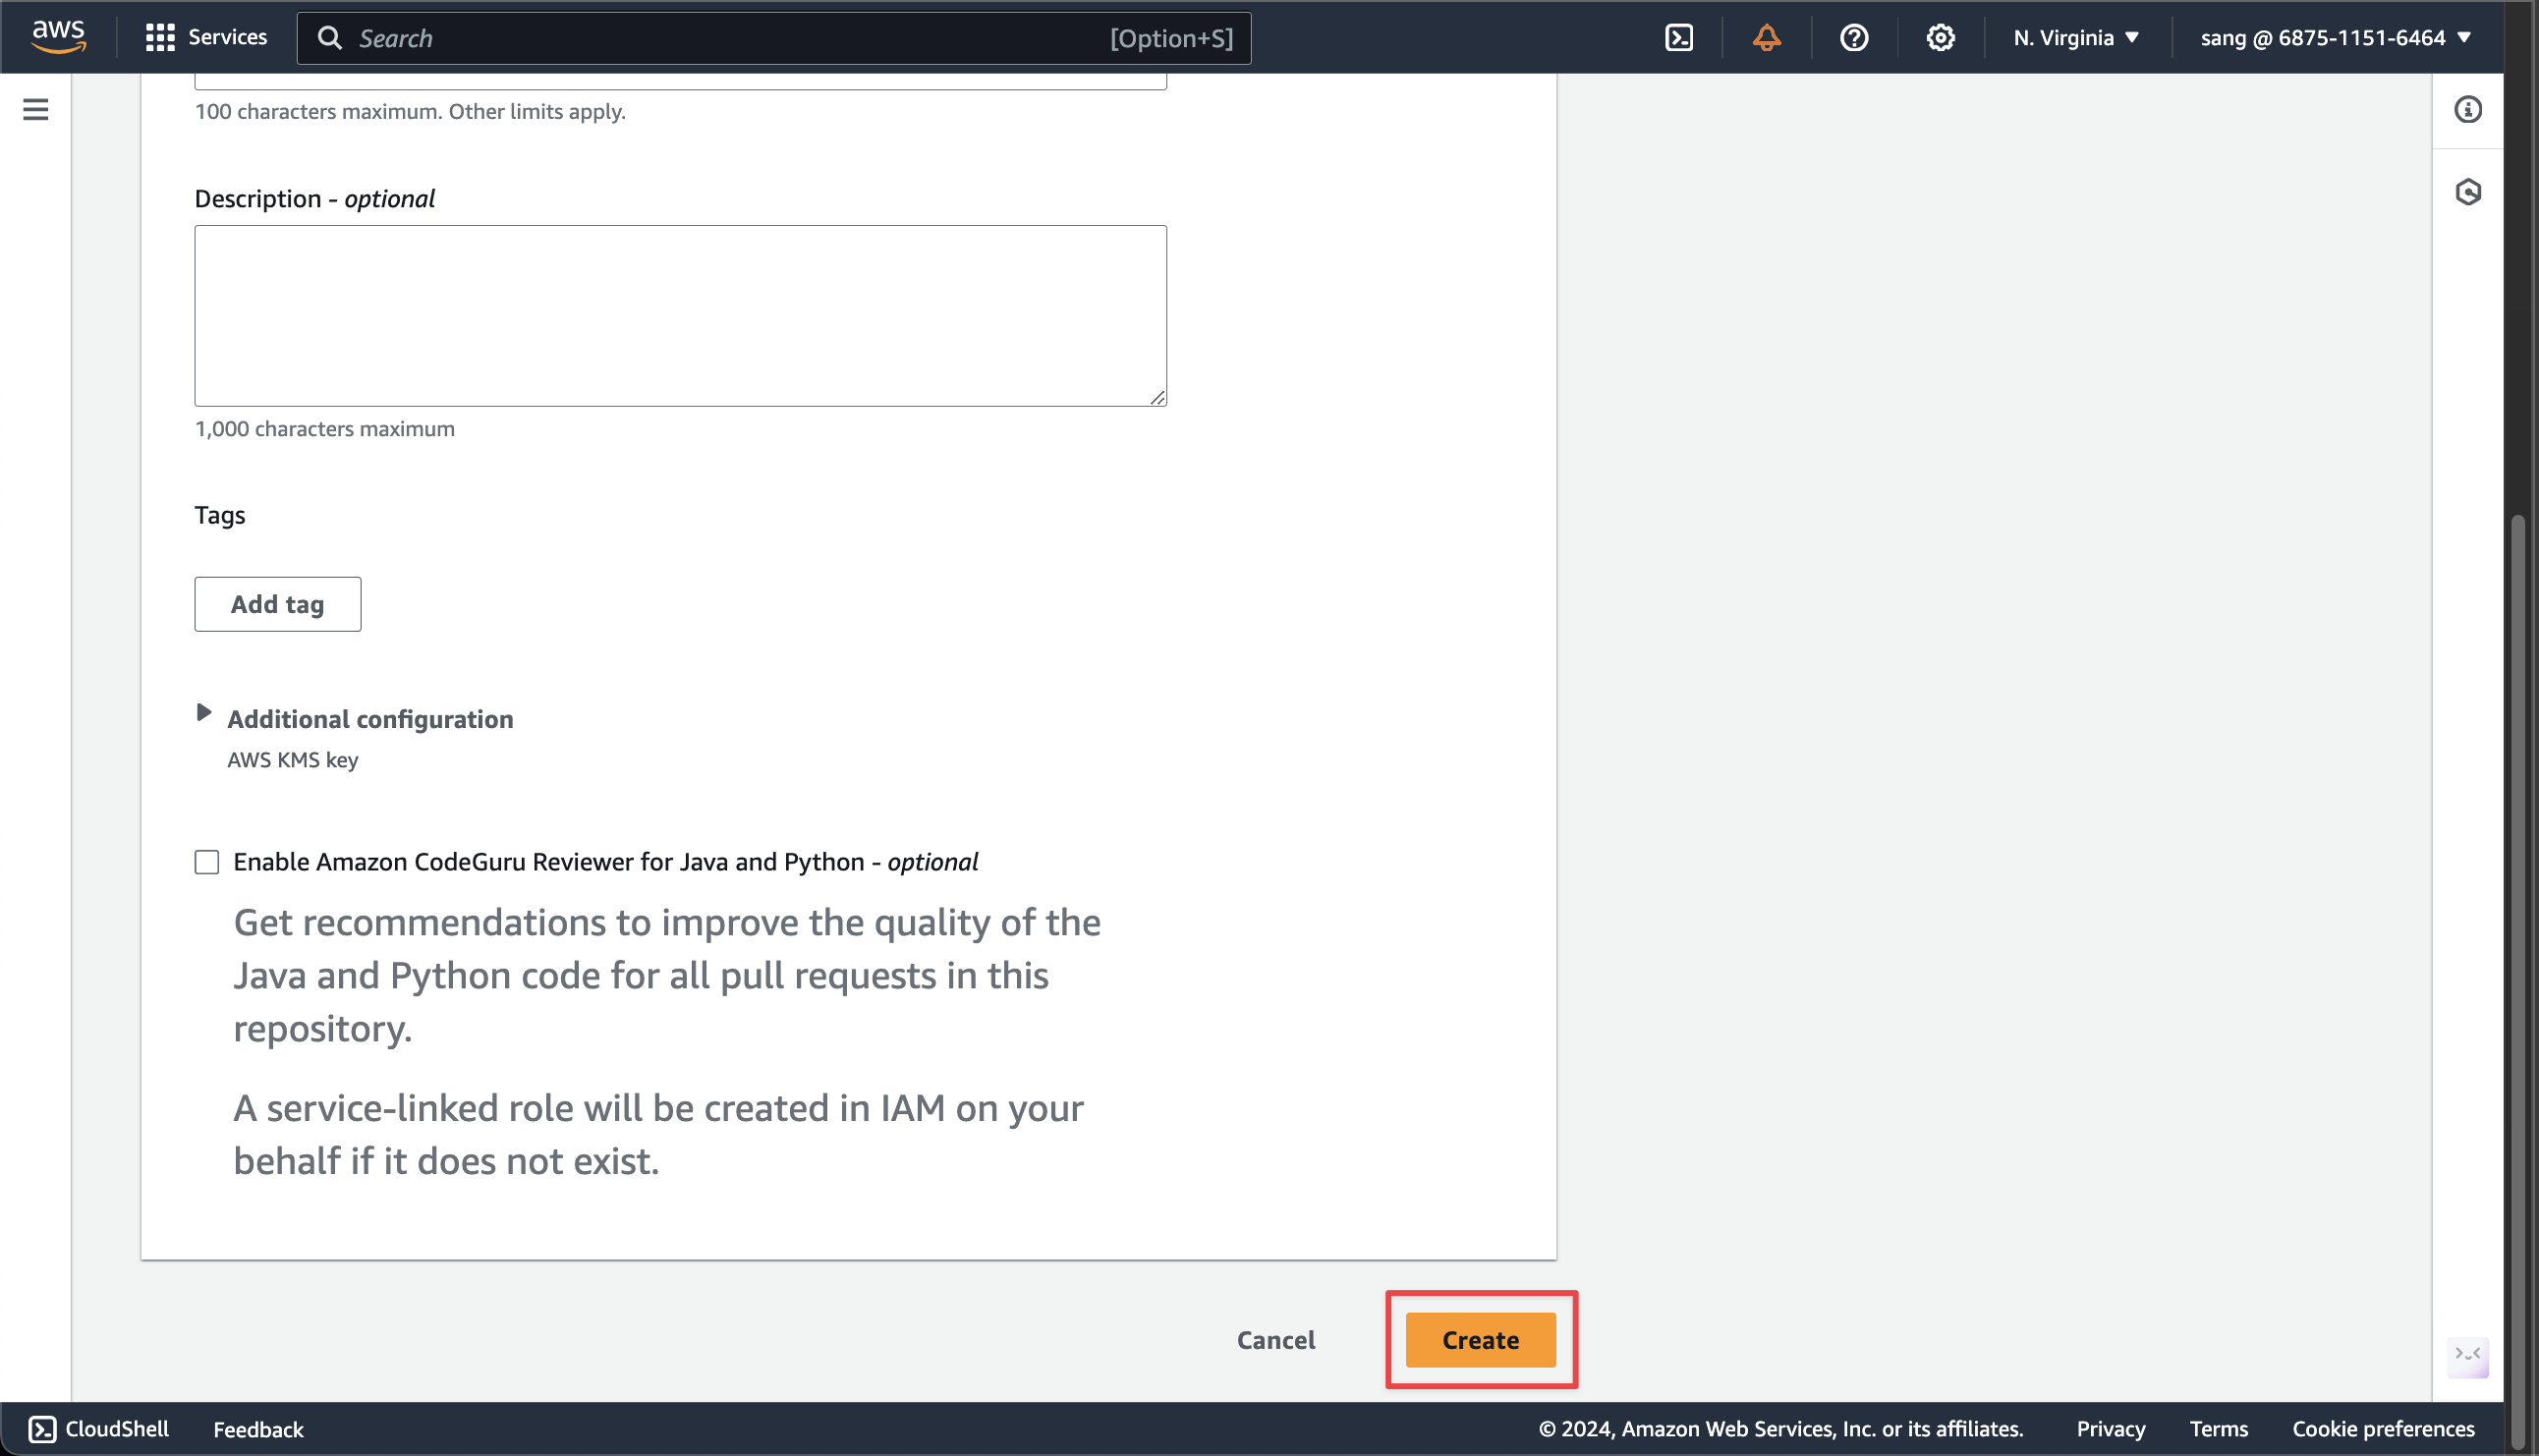 aws
Services
Search
[Option+S]
N. Virginia
sang @ 6875-1151-6464
100 characters maximum. Other limits apply.
Description - optional
1,000 characters maximum
Tags
Add tag
Additional configuration
AWS KMS key
Enable Amazon CodeGuru Reviewer for Java and Python - optional
Get recommendations to improve the quality of the
Java and Python code for all pull requests in this
repository.
A service-linked role will be created in IAM on your
behalf if it does not exist.
Cancel
Create
CloudShell
Feedback
© 2024, Amazon Web Services, Inc. or its affiliates.
Privacy
Terms
Cookie preferences